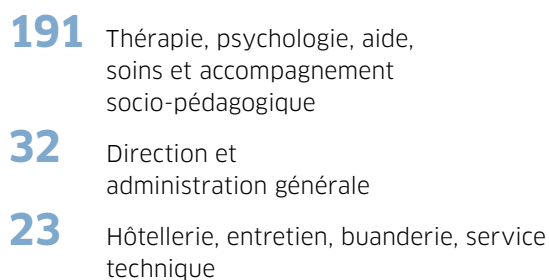 191 Thérapie, psychologie, aide,
soins et accompagnement
socio-pédagogique
32 Direction et
administration générale
23 Hôtellerie, entretien, buanderie, service
technique